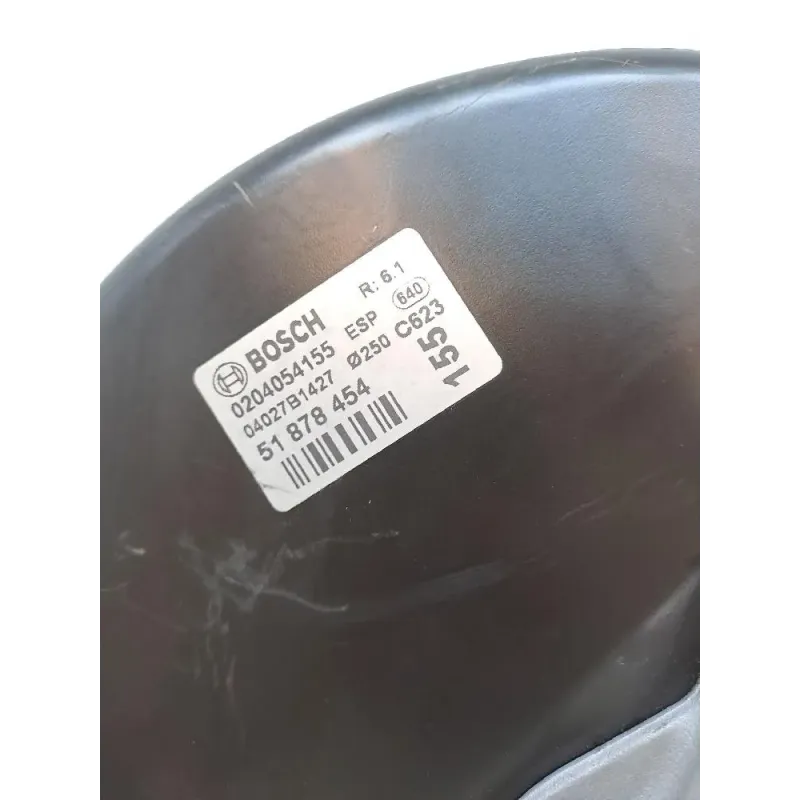 BOSCH R: 6.1
0204054155 ESP 640
04027B1427 Ø250 C623
51 878 454 155